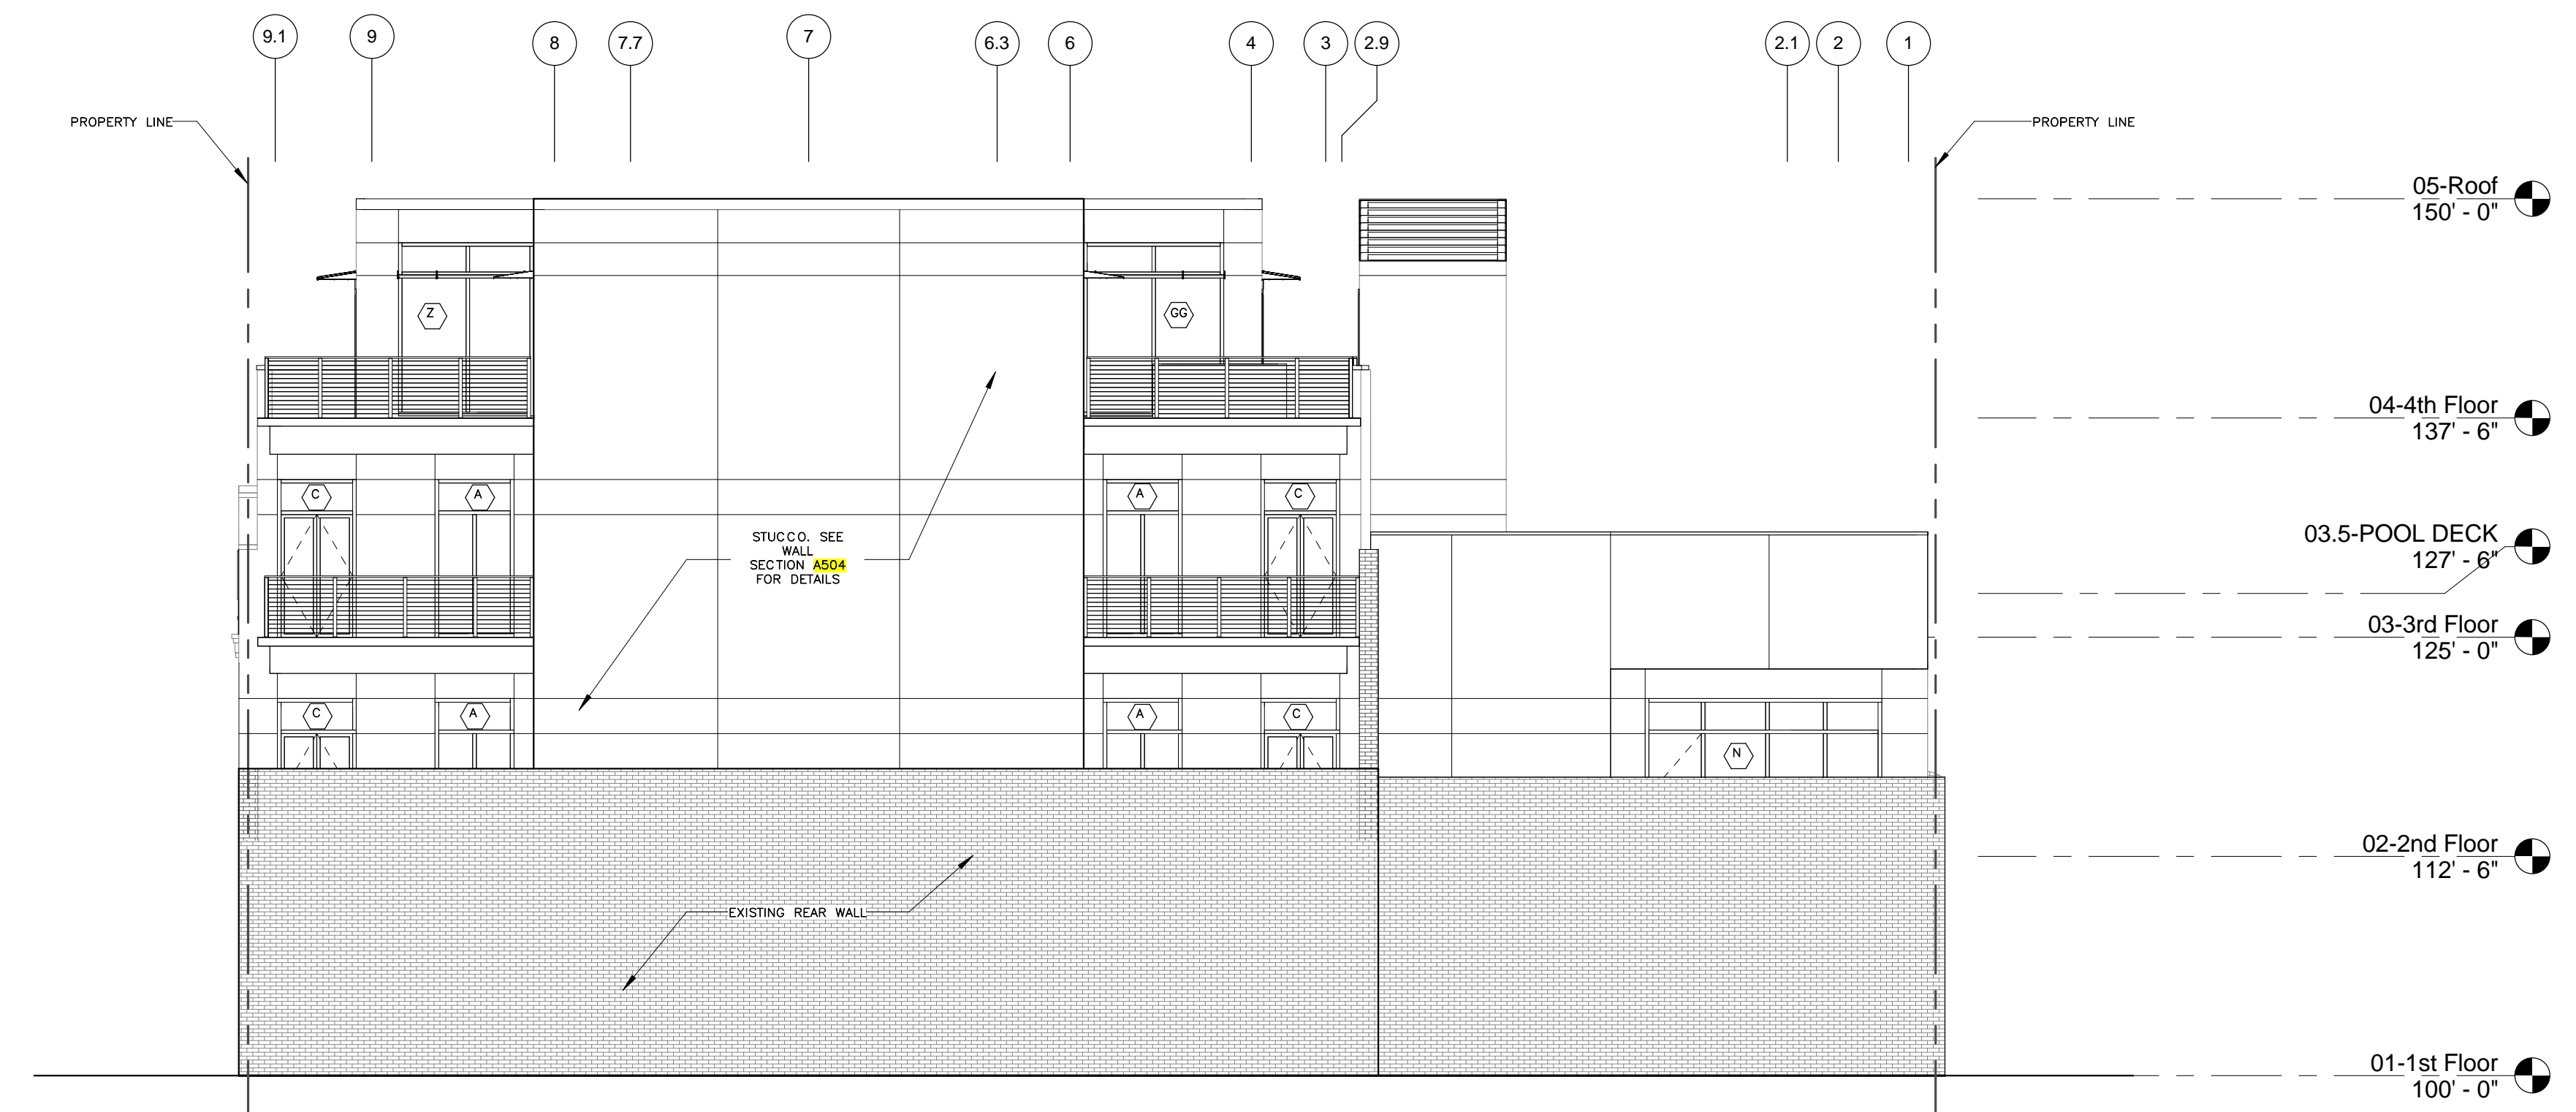 9.1
9
8
7.7
7
6.3
6
4
3
2.9
2.1
2
1
PROPERTY LINE
PROPERTY LINE
05-Roof
150' - 0"
Z
GG
04-4th Floor
137' - 6"
C
A
A
C
STUCCO. SEE
WALL
SECTION A504
FOR DETAILS
03.5-POOL DECK
127' - 6"
03-3rd Floor
125' - 0"
C
A
A
C
N
02-2nd Floor
112' - 6"
EXISTING REAR WALL
01-1st Floor
100' - 0"